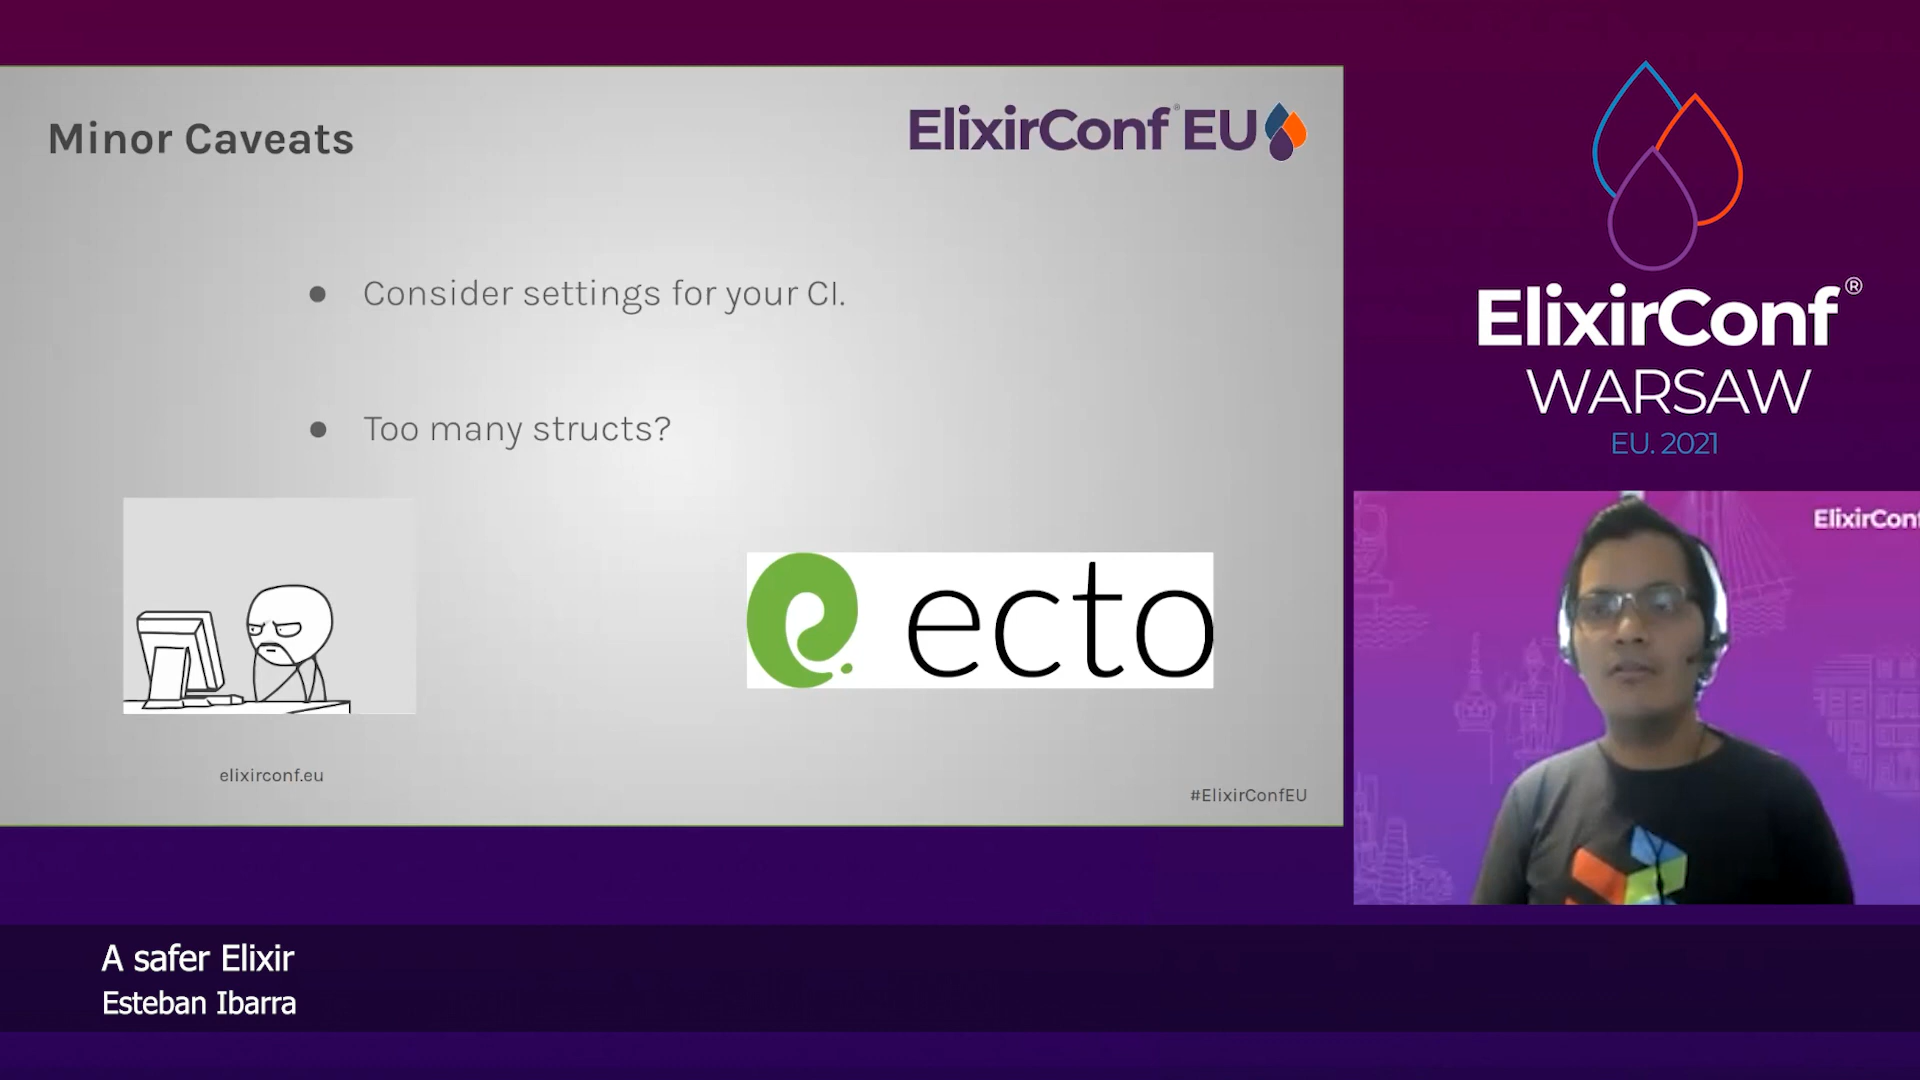 Minor Caveats
ElixirConf® EU
● Consider settings for your CI.
● Too many structs?
ecto
elixirconf.eu
#ElixirConfEU
ElixirConf®
WARSAW
EU. 2021
ElixirConf
A safer Elixir
Esteban Ibarra